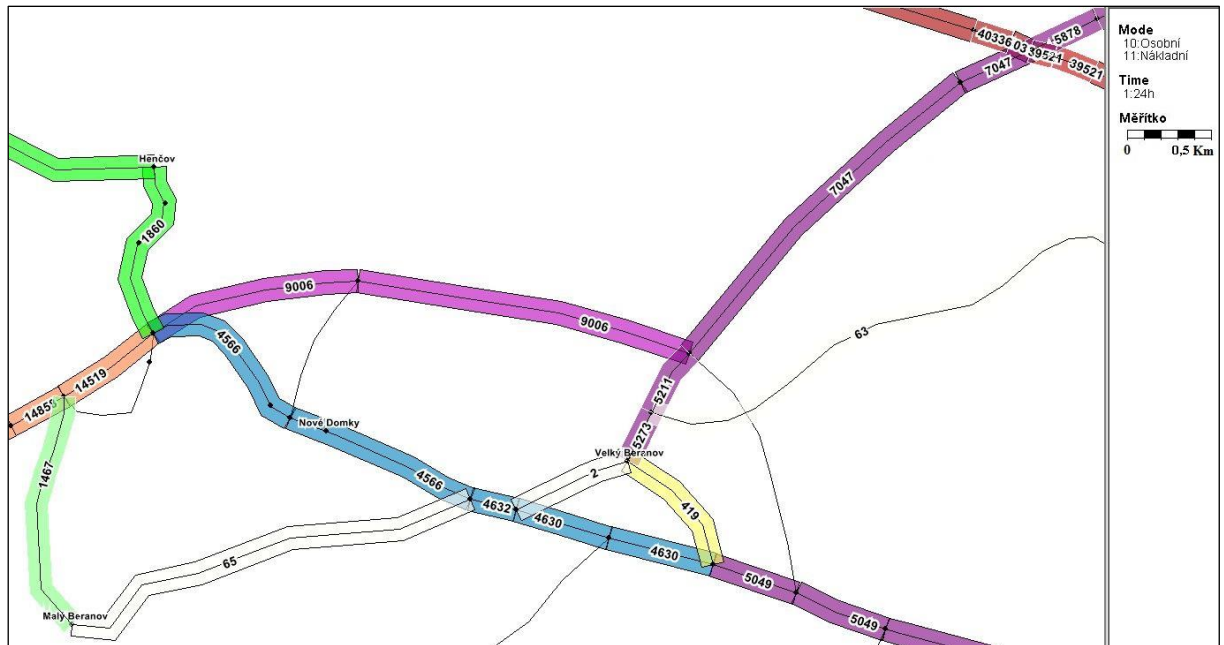 40336
39521
39521
5878
7047
7047
Henčov
1860
9006
9006
4566
14519
Nové Domky
5211
63
5273
Velký Beranov
1467
4566
2
4632
4630
419
4630
65
5049
Malý Beranov
5049
Mode
10:Osobní
11:Nákladní
Time
1:24h
Měřítko
0 0,5 Km